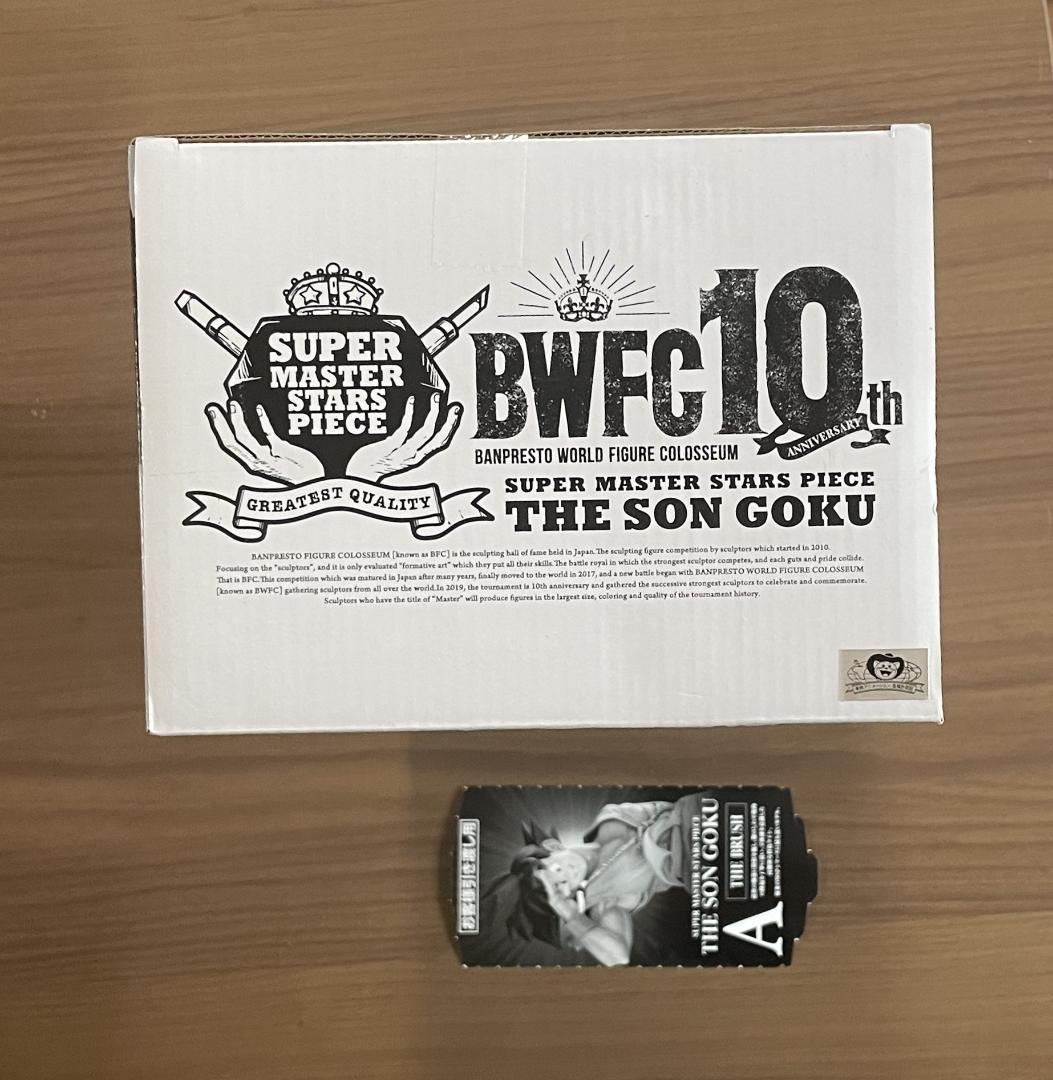 SUPER
MASTER
STARS
PIECE
GREATEST QUALITY
BWFC10th
ANNIVERSARY
BANPRESTO WORLD FIGURE COLOSSEUM
SUPER MASTER STARS PIECE
THE SON GOKU
BANPRESTO FIGURE COLOSSEUM [known as BFC] is the sculpting hall of fame held in Japan.The sculpting figure competition by sculptors which started in 2010.
Focusing on the "sculptors", and it is only evaluated "formative art" which they put all their skills.The battle royal in which the strongest sculptor competes, and each guts and pride collide.
That is BFC.This competition which was matured in Japan after many years, finally moved to the world in 2017, and a new battle began with BANPRESTO WORLD FIGURE COLOSSEUM
[known as BWFC] gathering sculptors from all over the world.In 2019, the tournament is 10th anniversary and gathered the successive strongest sculptors to celebrate and commemorate.
Sculptors who have the title of "Master" will produce figures in the largest size, coloring and quality of the tournament history.
お客様引き渡し用
SUPER MASTER STARS PIECE
THE SON GOKU
A
THE BRUSH